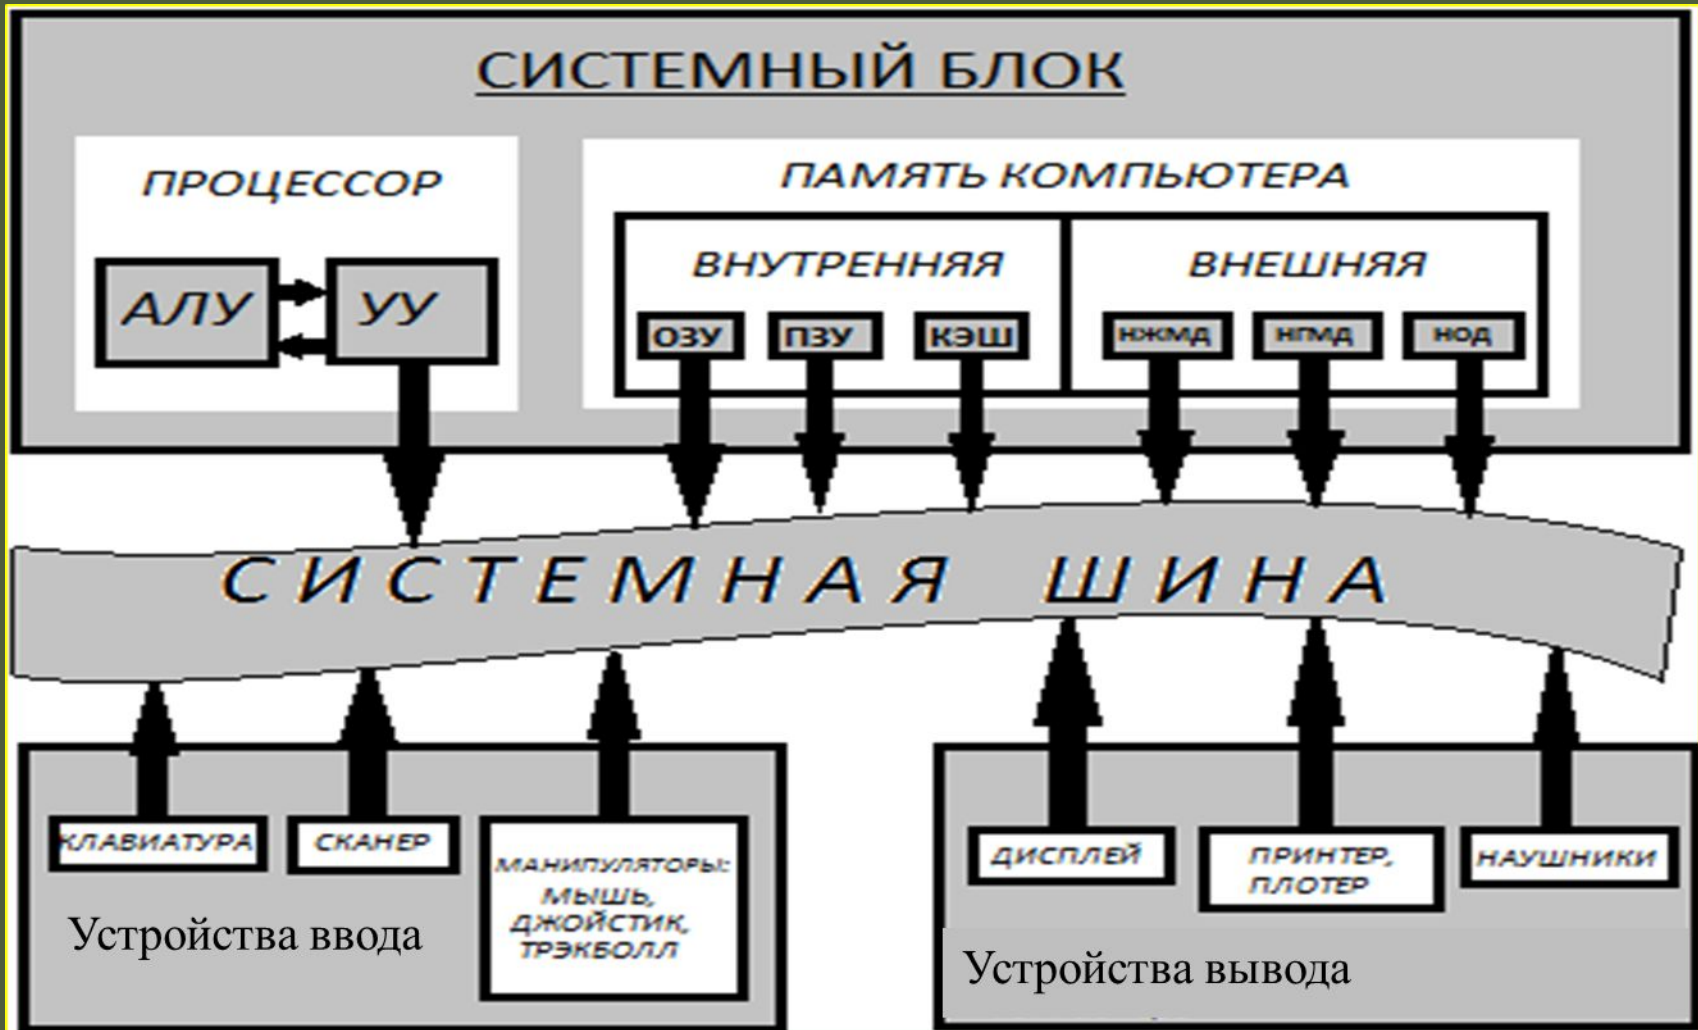 СИСТЕМНЫЙ БЛОК
ПРОЦЕССОР
АЛУ
УУ
ПАМЯТЬ КОМПЬЮТЕРА
ВНУТРЕННЯЯ
ВНЕШНЯЯ
ОЗУ
ПЗУ
КЭШ
НЖМД
НГМД
НОД
СИСТЕМНАЯ ШИНА
КЛАВИАТУРА
СКАНЕР
МАНИПУЛЯТОРЫ:
МЫШЬ,
ДЖОЙСТИК,
ТРЭКБОЛЛ
Устройства ввода
ДИСПЛЕЙ
ПРИНТЕР,
ПЛОТЕР
НАУШНИКИ
Устройства вывода